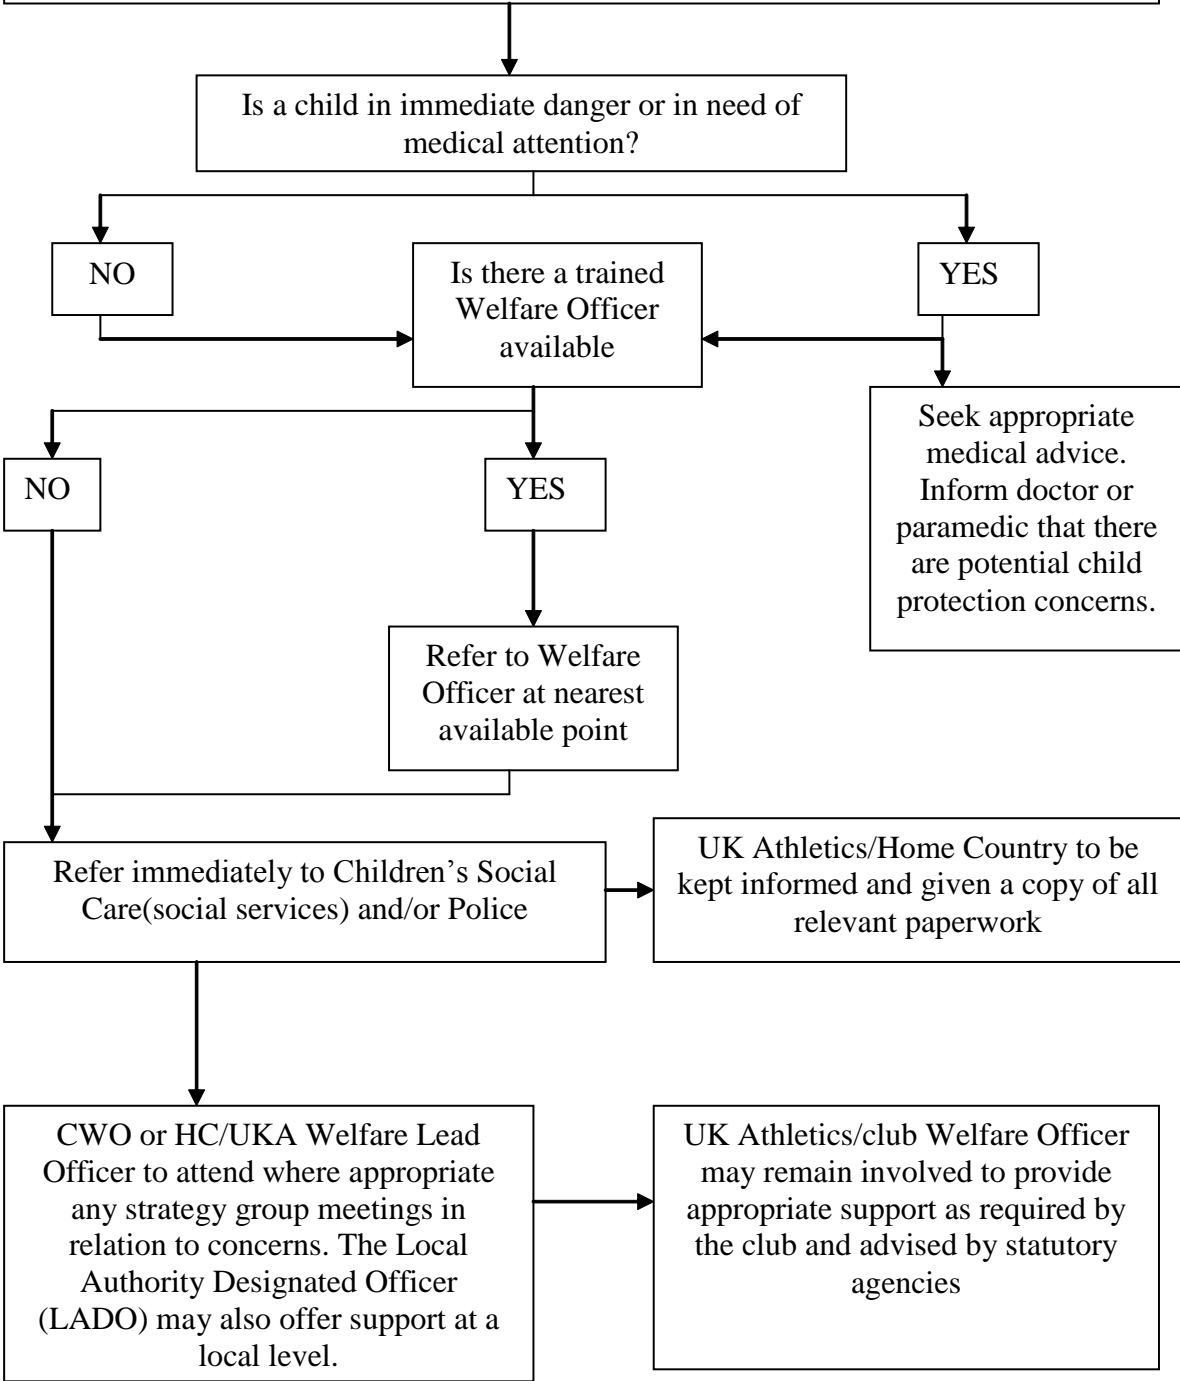 Is a child in immediate danger or in need of
medical attention?
NO
Is there a trained
Welfare Officer
available
YES
Seek appropriate
medical advice.
Inform doctor or
paramedic that there
are potential child
protection concerns.
NO
YES
Refer to Welfare
Officer at nearest
available point
Refer immediately to Children’s Social
Care(social services) and/or Police
UK Athletics/Home Country to be
kept informed and given a copy of all
relevant paperwork
CWO or HC/UKA Welfare Lead
Officer to attend where appropriate
any strategy group meetings in
relation to concerns. The Local
Authority Designated Officer
(LADO) may also offer support at a
local level.
UK Athletics/club Welfare Officer
may remain involved to provide
appropriate support as required by
the club and advised by statutory
agencies